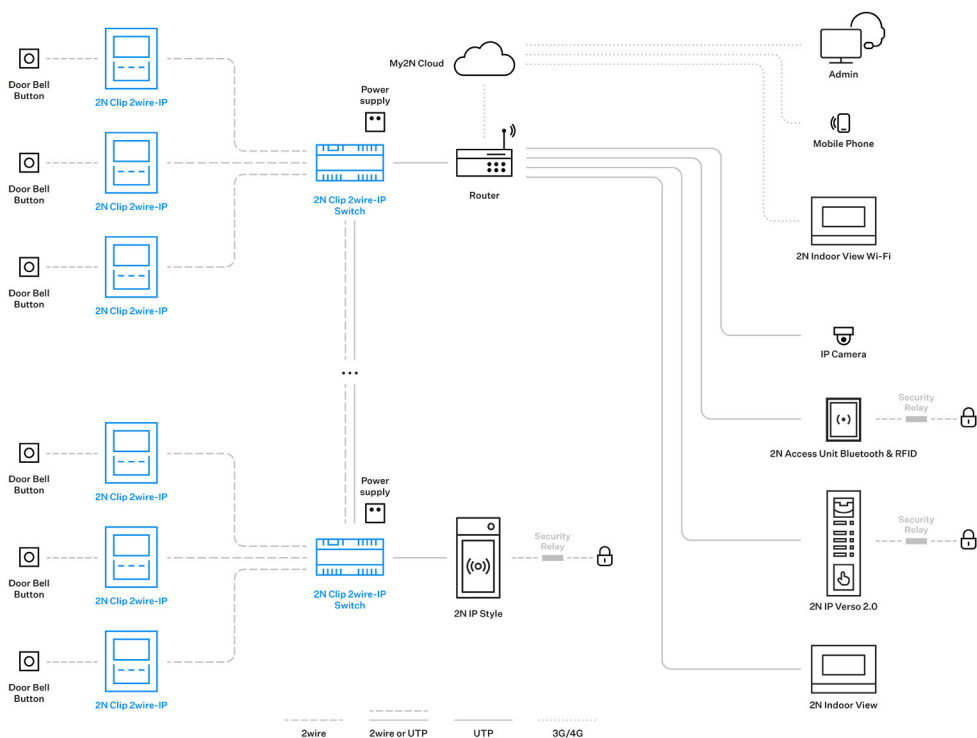 Door Bell
Button
2N Clip 2wire-IP
Door Bell
Button
2N Clip 2wire-IP
Door Bell
Button
2N Clip 2wire-IP
Power
supply
2N Clip 2wire-IP
Switch
My2N Cloud
Router
Admin
Mobile Phone
2N Indoor View Wi-Fi
IP Camera
Security
Relay
2N Access Unit Bluetooth & RFID
Security
Relay
2N IP Verso 2.0
2N Indoor View
Door Bell
Button
2N Clip 2wire-IP
Door Bell
Button
2N Clip 2wire-IP
Door Bell
Button
2N Clip 2wire-IP
Power
supply
2N Clip 2wire-IP
Switch
Security
Relay
2N IP Style
2wire
2wire or UTP
UTP
3G/4G